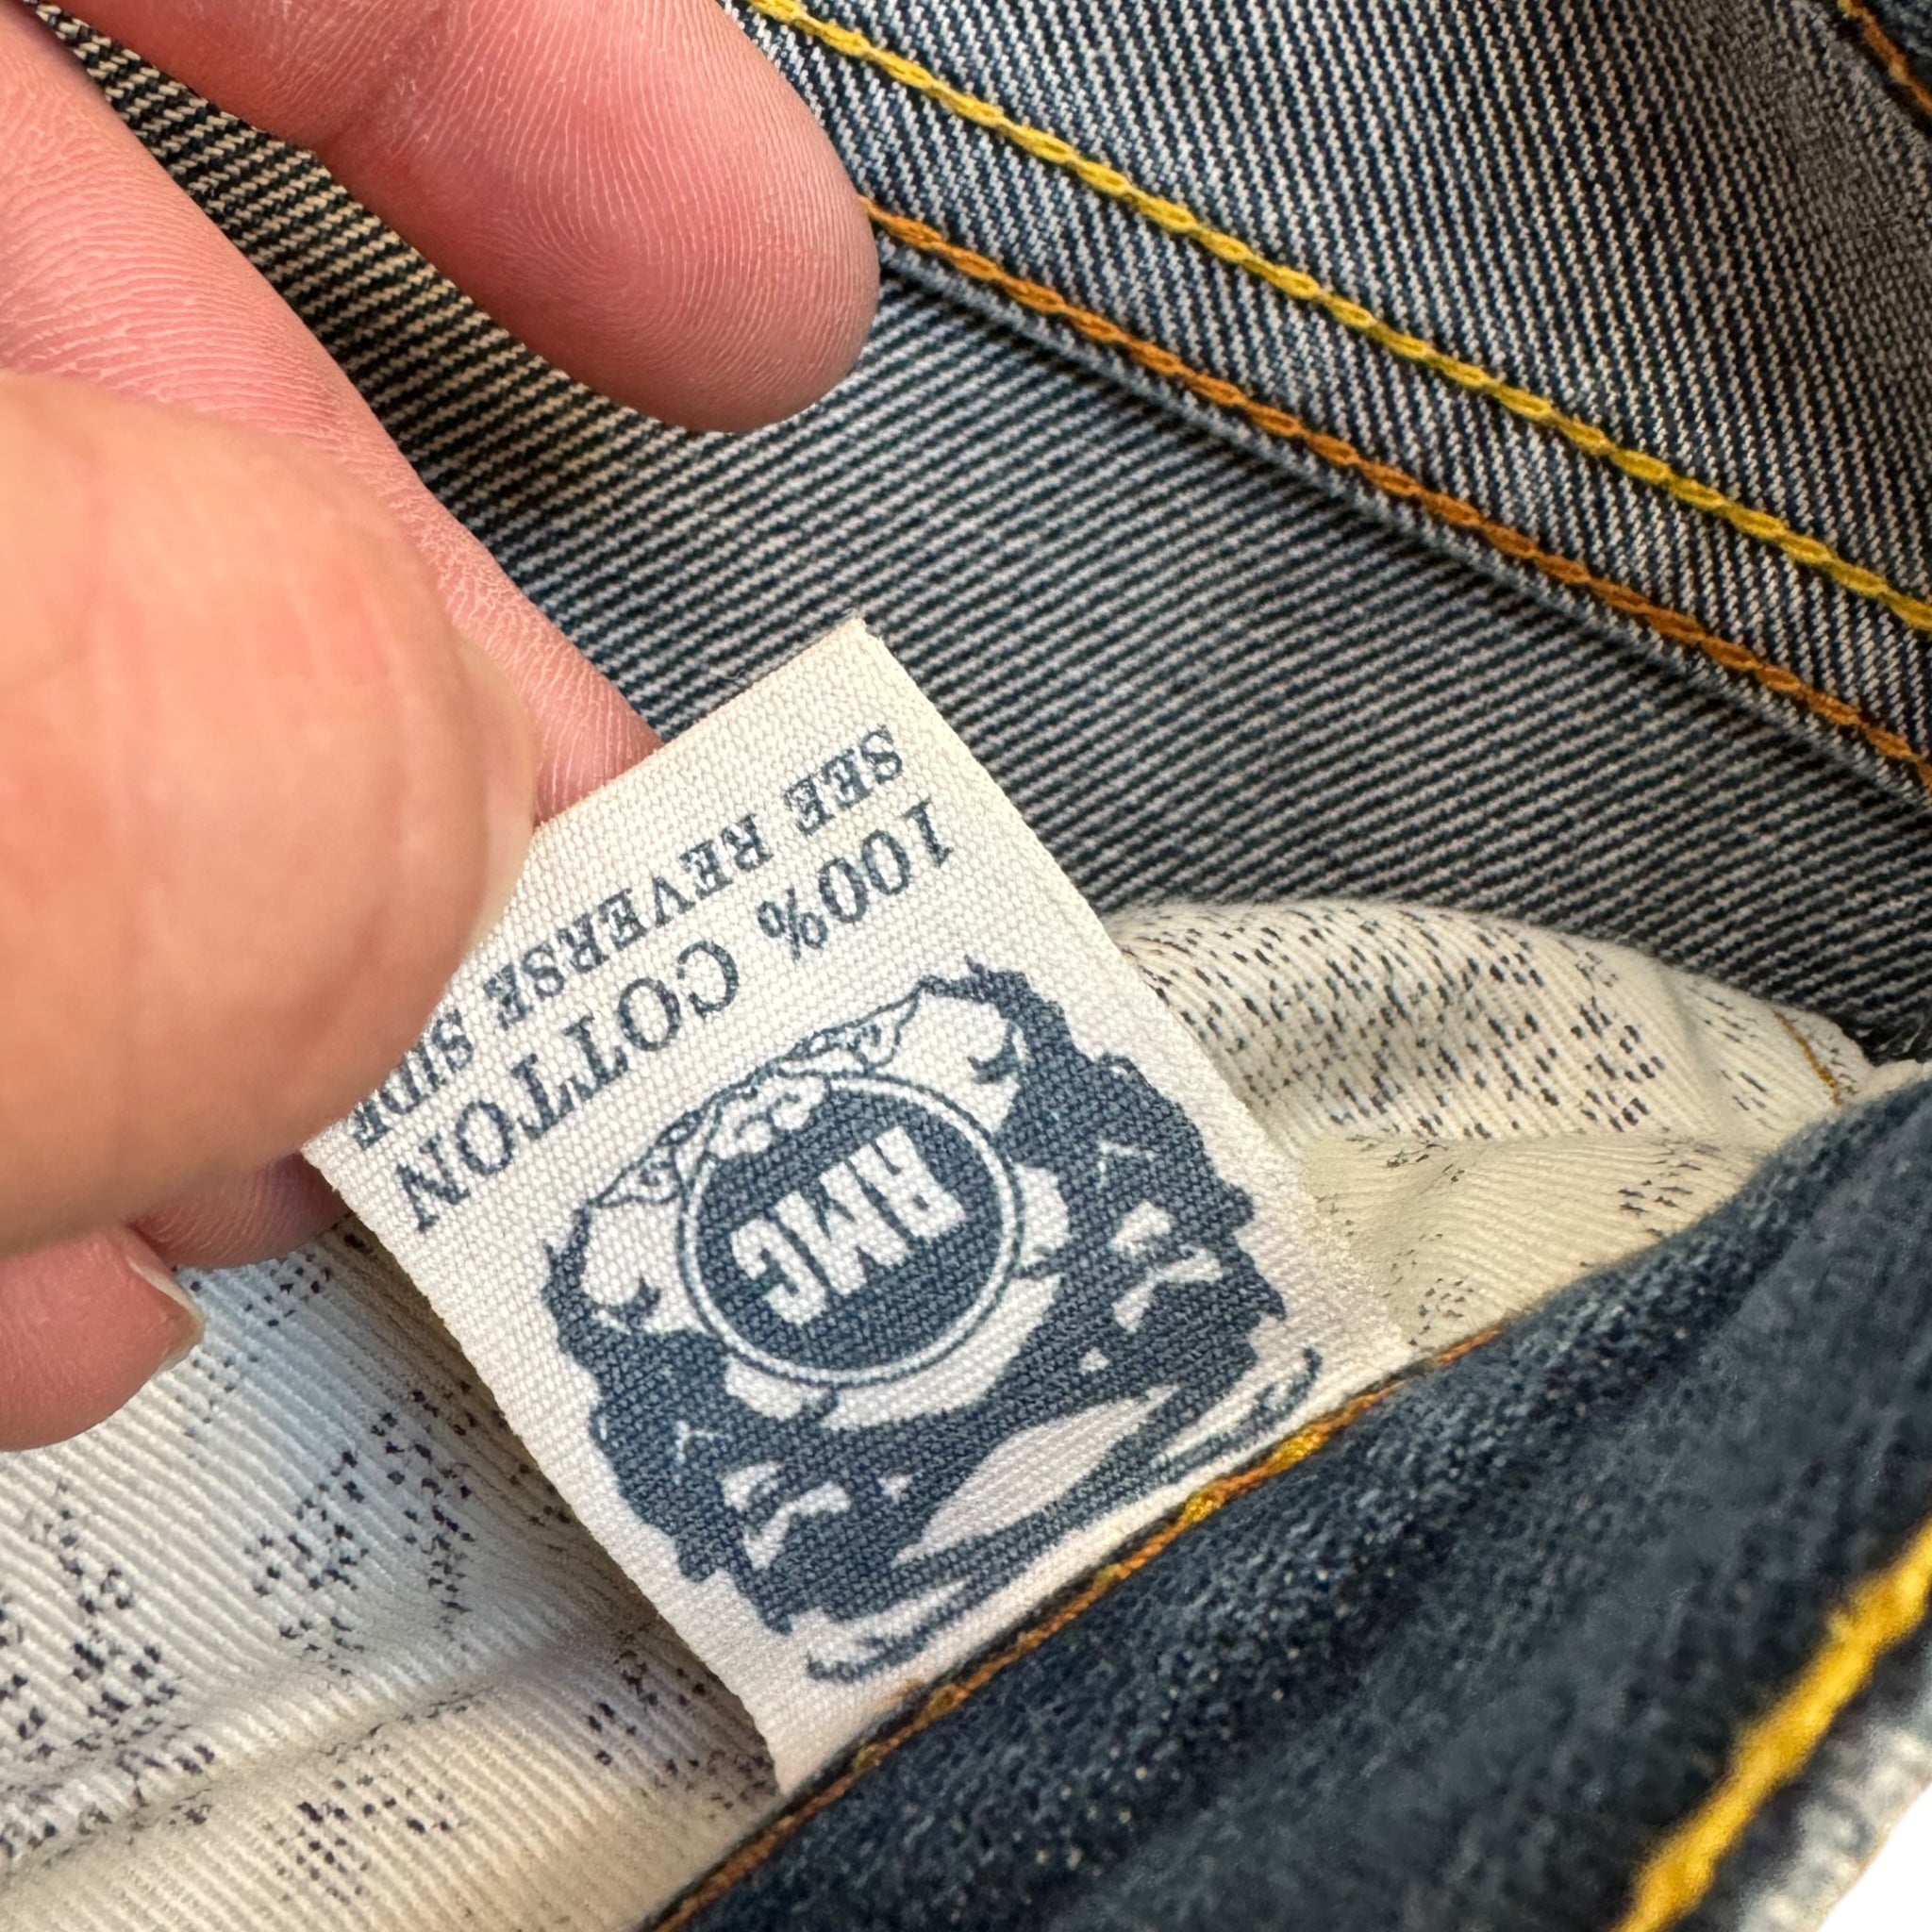 RMC
100% COTTON
SEE REVERSE SIDE